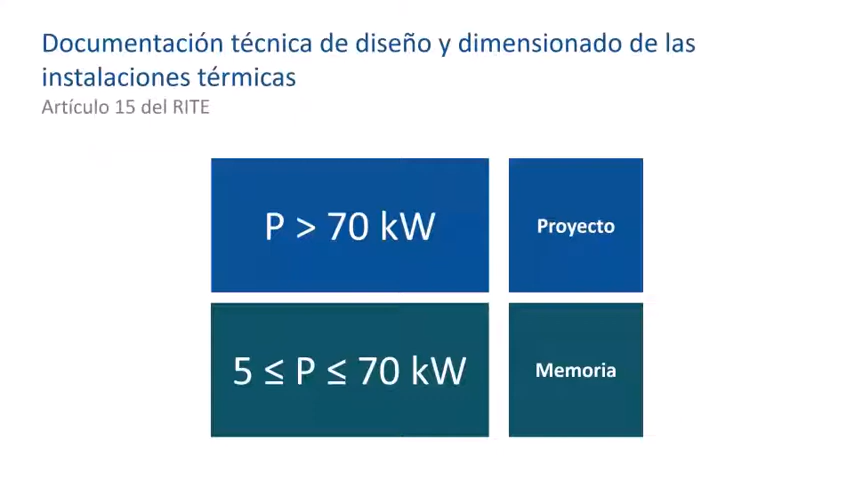 Documentación técnica de diseño y dimensionado de las
instalaciones térmicas
Artículo 15 del RITE
P > 70 kW
Proyecto
5 ≤ P ≤ 70 kW
Memoria